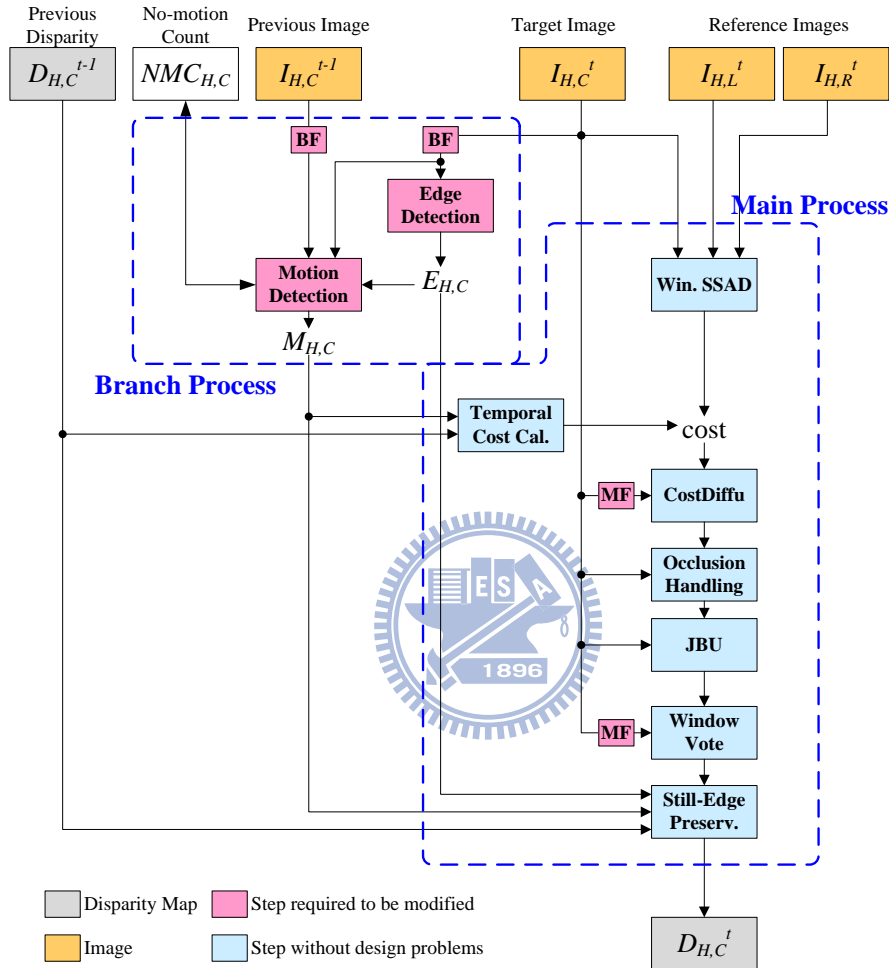 Previous Disparity
No-motion Count
Previous Image
Target Image
Reference Images
D_{H,C}^{t-1}
NMC_{H,C}
I_{H,C}^{t-1}
I_{H,C}^{t}
I_{H,L}^{t}
I_{H,R}^{t}
BF
BF
Edge
Detection
Main Process
Motion
Detection
E_{H,C}
Win. SSAD
M_{H,C}
Branch Process
Temporal
Cost Cal.
cost
MF
CostDiffu
Occlusion
Handling
E S A
JBU
1896
MF
Window
Vote
Still-Edge
Preserv.
Disparity Map
Step required to be modified
Image
Step without design problems
D_{H,C}^{t}